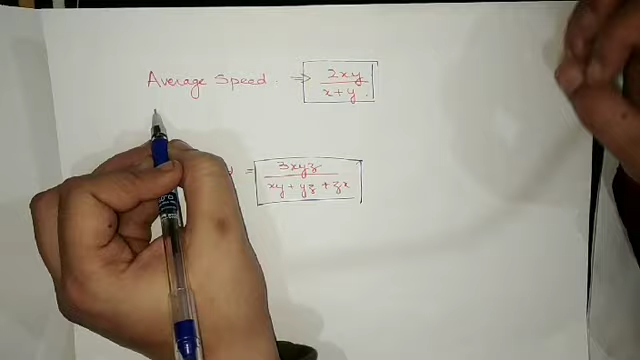 Average Speed. ⇒ 2xy / x + y.
= 3xyz / xy + yz + zx